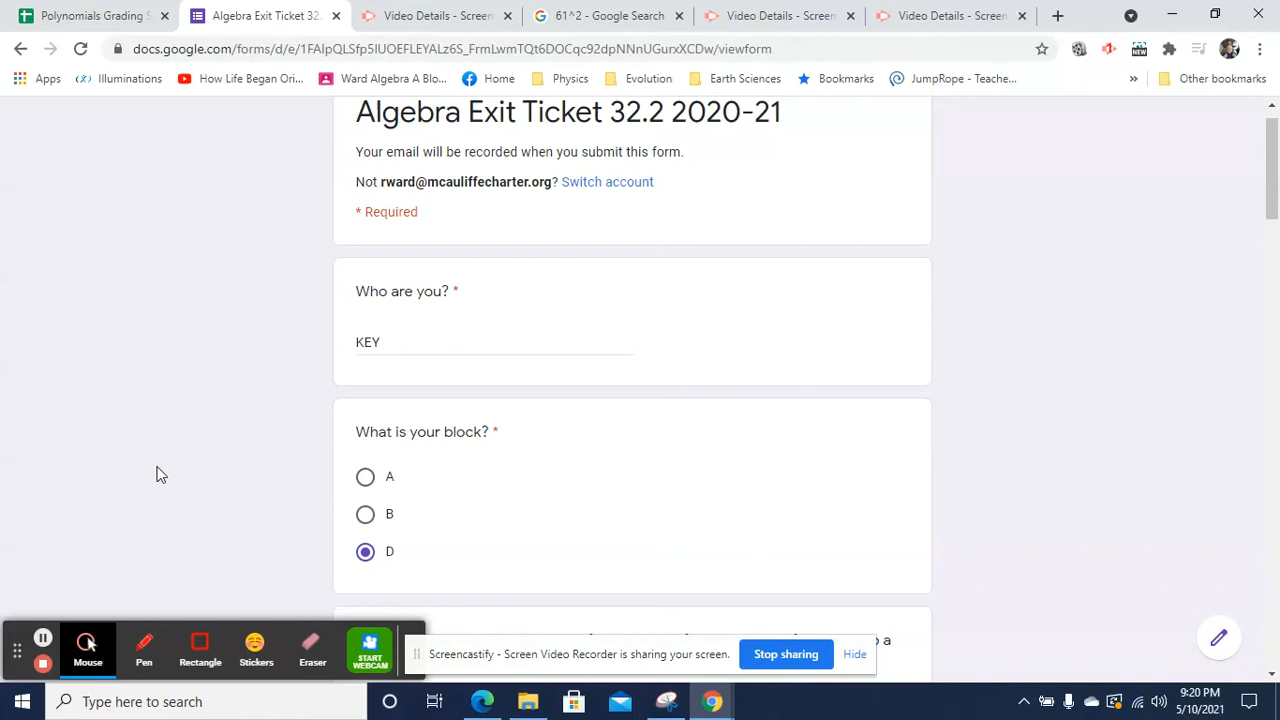 Polynomials Grading S
Algebra Exit Ticket 32.
Video Details - Screen
61^2 - Google Search
Video Details - Screen
Video Details - Screen
docs.google.com/forms/d/e/1FAIpQLSfp5IUOEFLEYALz6S_FrmLwmTQt6DOCqc92dpNNnUGurxXCDw/viewform
NEW
Apps
Illuminations
How Life Began Ori...
Ward Algebra A Blo...
Home
Physics
Evolution
Earth Sciences
Bookmarks
JumpRope - Teache...
Other bookmarks
Algebra Exit Ticket 32.2 2020-21
Your email will be recorded when you submit this form.
Not rward@mcauliffecharter.org? Switch account
* Required
Who are you? *
KEY
What is your block? *
A
B
D
Mouse
Pen
Rectangle
Stickers
Eraser
START
WEBCAM
Screencastify - Screen Video Recorder is sharing your screen.
Stop sharing
Hide
Type here to search
9:20 PM
5/10/2021